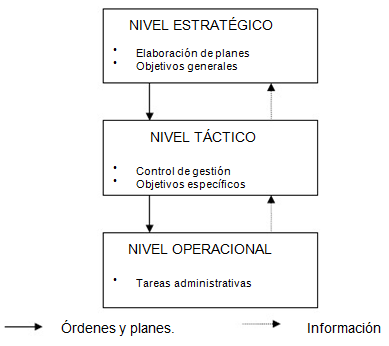 NIVEL ESTRATÉGICO
• Elaboración de planes
• Objetivos generales
NIVEL TÁCTICO
• Control de gestión
• Objetivos específicos
NIVEL OPERACIONAL
• Tareas administrativas
Órdenes y planes.
Información